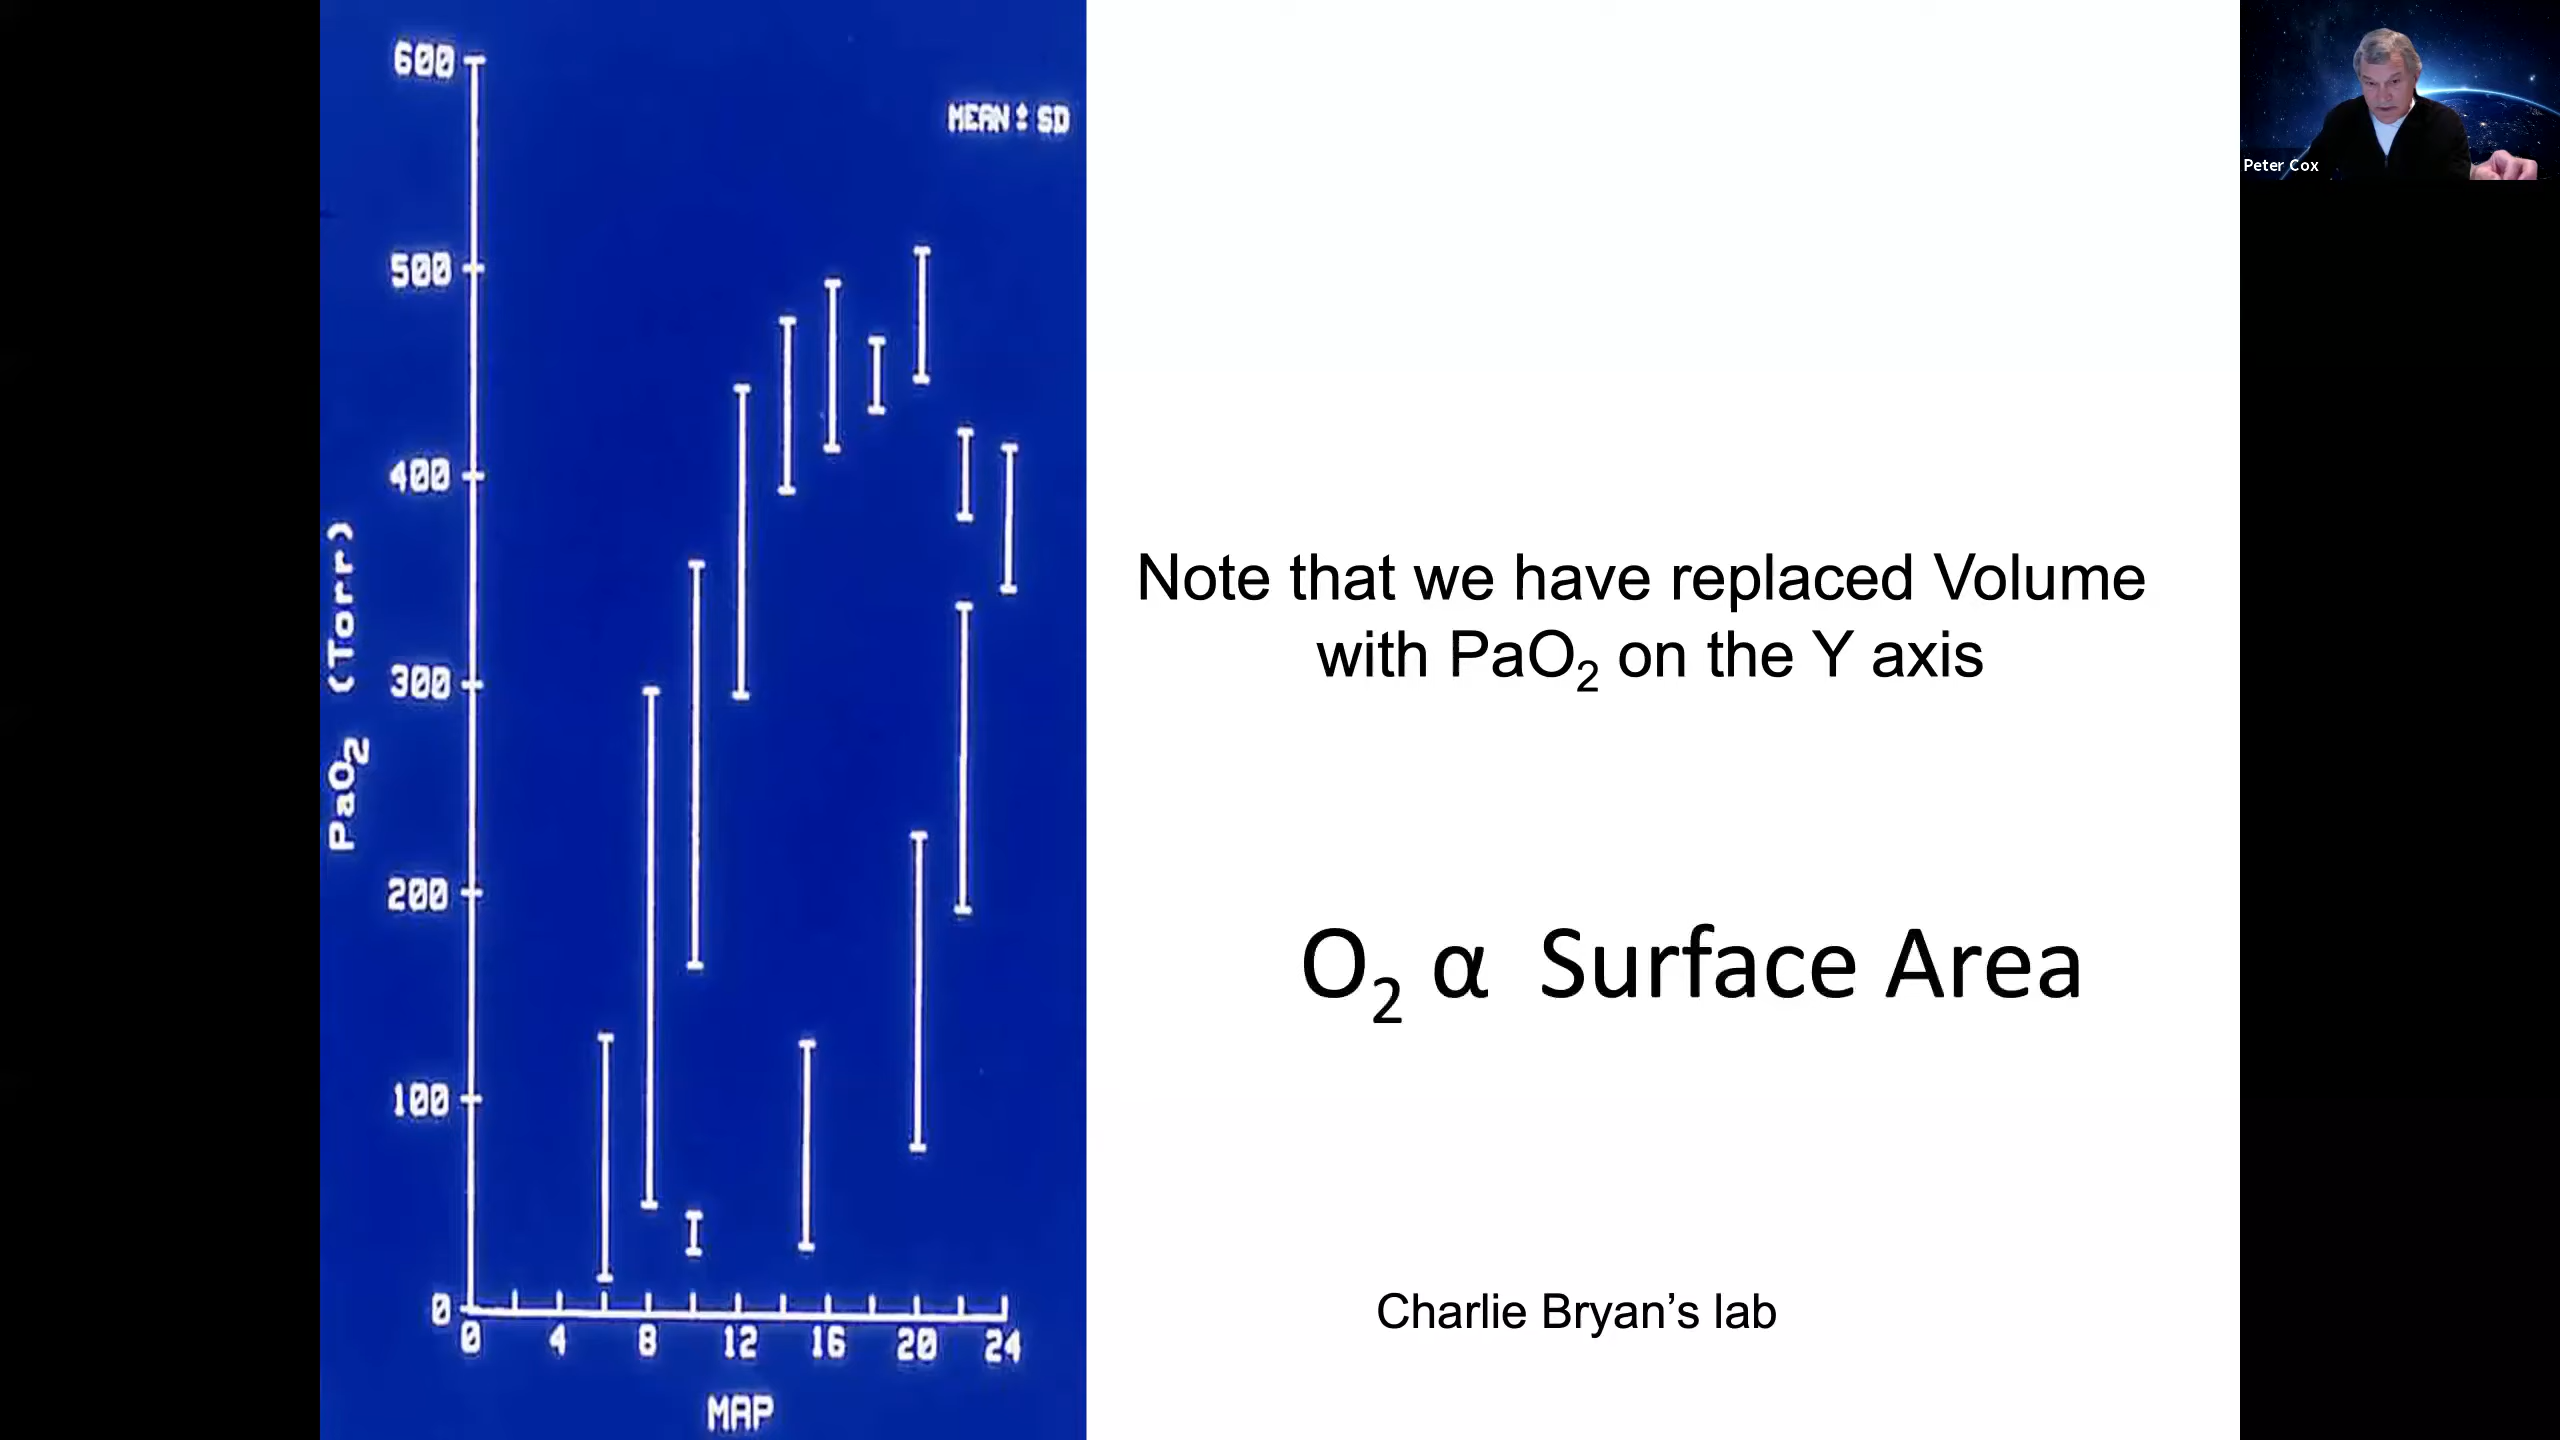 600
MEAN ± SD
500
400
300
200
100
0
PaO₂ (Torr)
0 4 8 12 16 20 24
MAP
Note that we have replaced Volume
with PaO₂ on the Y axis
O₂ α Surface Area
Charlie Bryan’s lab
Peter Cox